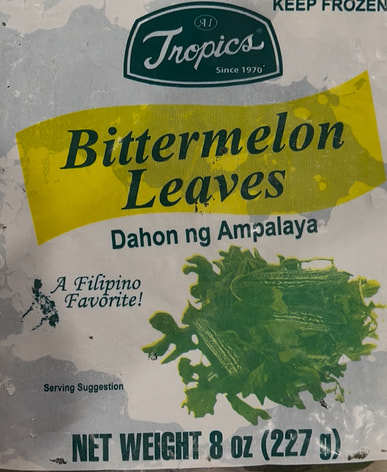 KEEP FROZEN
A1
Tropics
Since 1970
Bittermelon
Leaves
Dahon ng Ampalaya
A Filipino
Favorite!
Serving Suggestion
NET WEIGHT 8 oz (227 g)